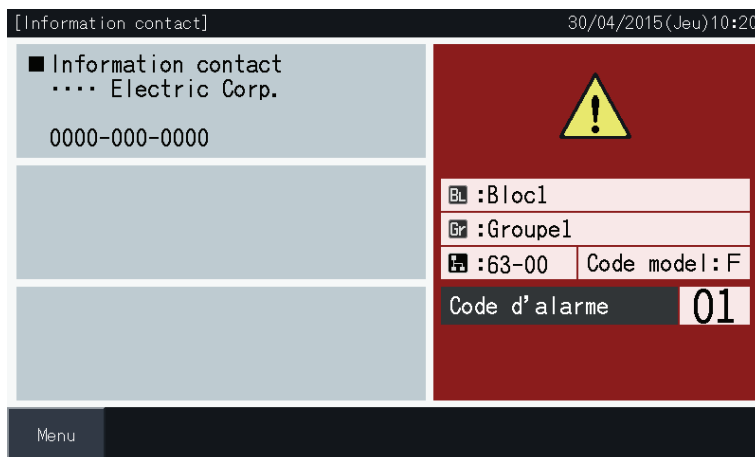 [Information contact] 30/04/2015(Jeu)10:20
■Information contact
···· Electric Corp.
0000-000-0000
BL :Bloc1
Gr :Groupe1
:63-00 Code model:F
Code d'alarme 01
Menu